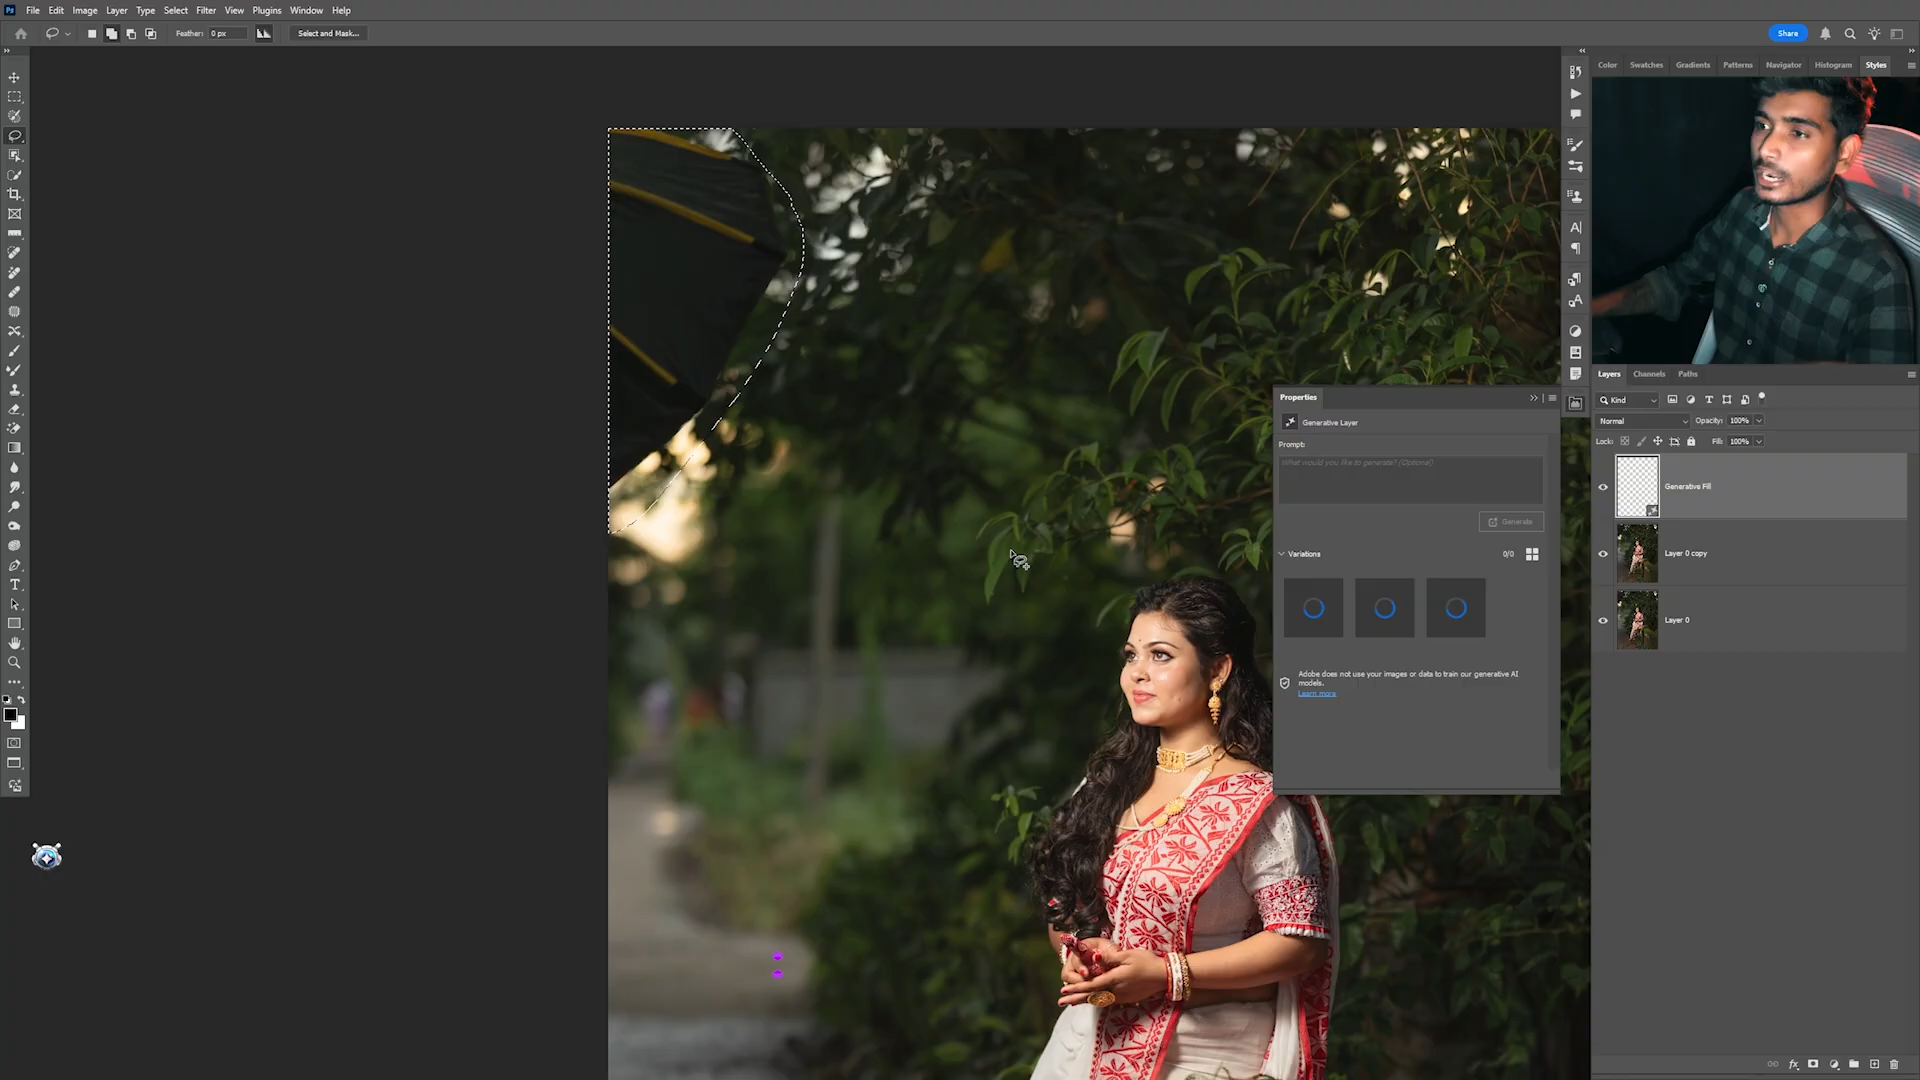 Ps File Edit Image Layer Type Select Filter View Plugins Window Help
Feather: 0 px Select and Mask... Share
Color Swatches Gradients Patterns Navigator Histogram Styles
Properties
Generative Layer
Prompt:
What would you like to generate? (Optional)
Generate
Variations 0/0
Adobe does not use your images or data to train our generative AI
models.
Learn more
Layers Channels Paths
Kind
Normal Opacity: 100%
Lock: Fill: 100%
Generative Fill
Layer 0 copy
Layer 0